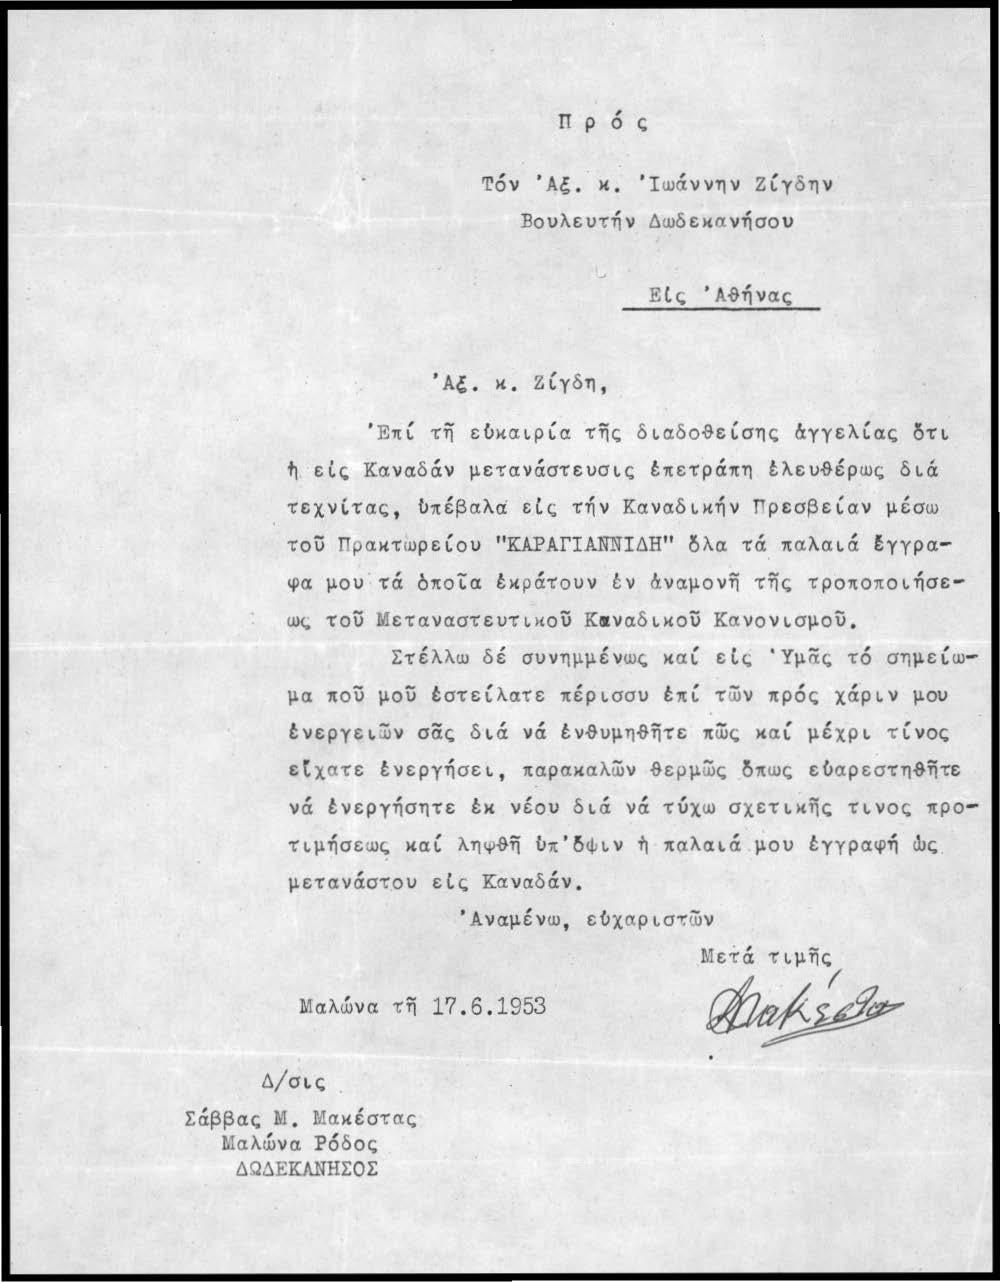 Π ρ ό ς
Τόν 'Αξ. κ. 'Ιωάννην Ζίγδην
Βουλευτήν Δωδεκανήσου
Είς 'Αθήνας
'Αξ. κ. Ζίγδη,
'Επί τῆ εὐκαιρία τῆς διαδοθείσης ἀγγελίας ὅτι
ἡ εἰς Καναδάν μετανάστευσις ἐπετράπη ἐλευθέρως διά
τεχνίτας, ὑπέβαλα εἰς τήν Καναδικήν Πρεσβείαν μέσω
τοῦ Πρακτωρείου "ΚΑΡΑΓΙΑΝΝΙΔΗ" ὅλα τά παλαιά ἔγγρα-
φα μου τά ὁποῖα ἐκράτουν ἐν ἀναμονῆ τῆς τροποποιήσε-
ως τοῦ Μεταναστευτικοῦ Καναδικοῦ Κανονισμοῦ.
Στέλλω δέ συνημμένως καί εἰς 'Υμᾶς τό σημείω-
μα ποῦ μοῦ ἐστείλατε πέρισσυ ἐπί τῶν πρός χάριν μου
ἐνεργειῶν σᾶς διά νά ἐνθυμηθῆτε πῶς καί μέχρι τίνος
εἴχατε ἐνεργήσει, παρακαλῶν θερμῶς ὅπως εὐαρεστηθῆτε
νά ἐνεργήσητε ἐκ νέου διά νά τύχω σχετικῆς τινος προ-
τιμήσεως καί ληφθῆ ὑπ'ὄψιν ἡ παλαιά μου ἐγγραφή ὡς
μετανάστου εἰς Καναδάν.
'Αναμένω, εὐχαριστῶν
Μετά τιμῆς
Μαλώνα τῆ 17.6.1953
Δ/σις
Σάββας Μ. Μακέστας
Μαλώνα Ρόδος
ΔΩΔΕΚΑΝΗΣΟΣ